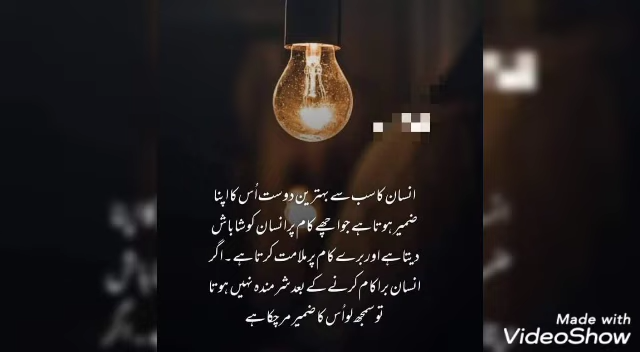 انسان کا سب سے بہترین دوست اُس کا اپنا
ضمیر ہوتا ہے جو اچھے کام پر انسان کو شاباش
دیتا ہے اور برے کام پر ملامت کرتا ہے ۔ اگر
انسان برا کام کرنے کے بعد شرمندہ نہیں ہوتا
تو سمجھ لو اُس کا ضمیر مر چکا ہے
Made with
VideoShow